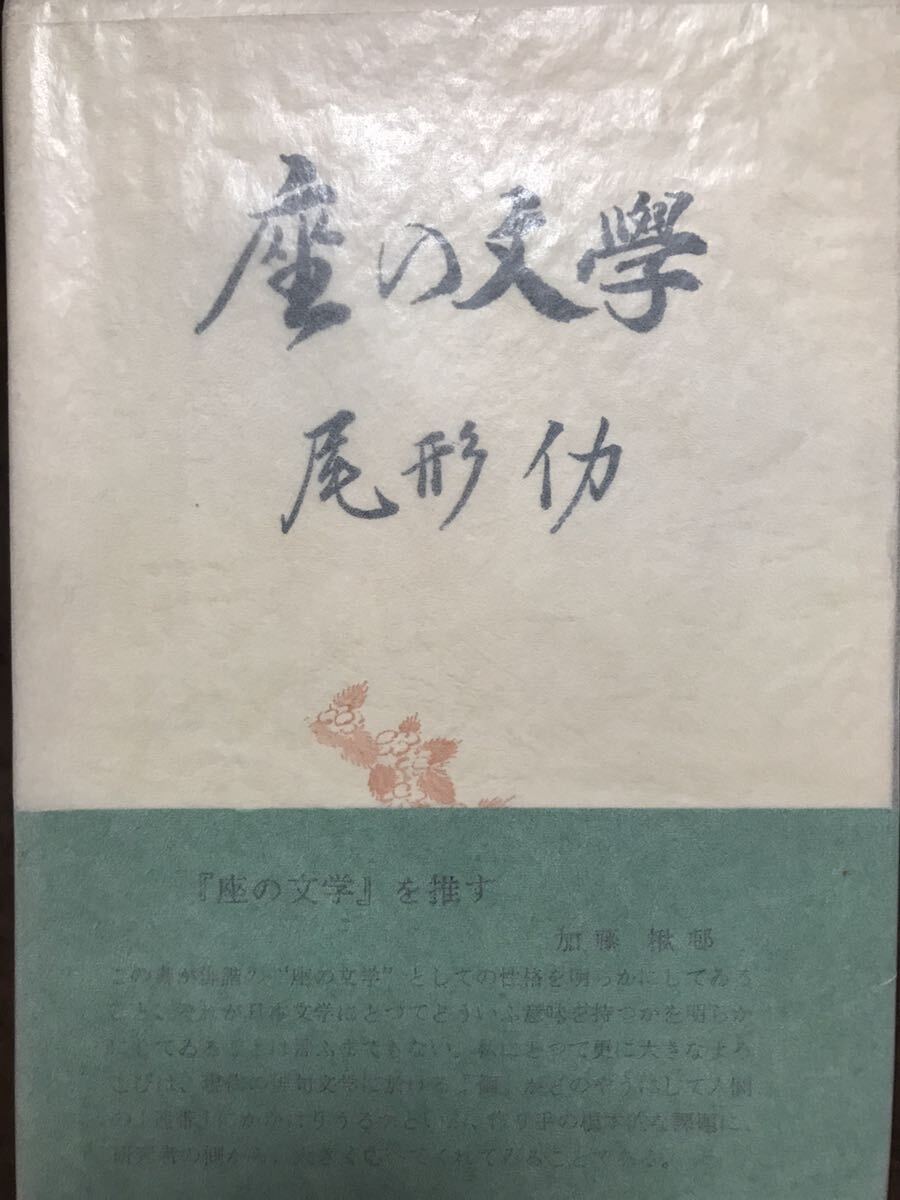 座の文學
尾形仂
『座の文学』を推す
加藤楸邨
この書が俳諧の“座の文学”としての性格を明らかにしてゐる
こと、それが日本文学にとつてどういふ意味を持つかを明らか
にしてゐることは言ふまでもない。私にとつて更に大きなよろ
こびは、現代の俳句文学に於ける「個」がどのやうにして人間
の「連帯」にかかはりうるかといふ、作り手の根本的な課題に、
研究者の側から、大きく
てくれてゐることである。